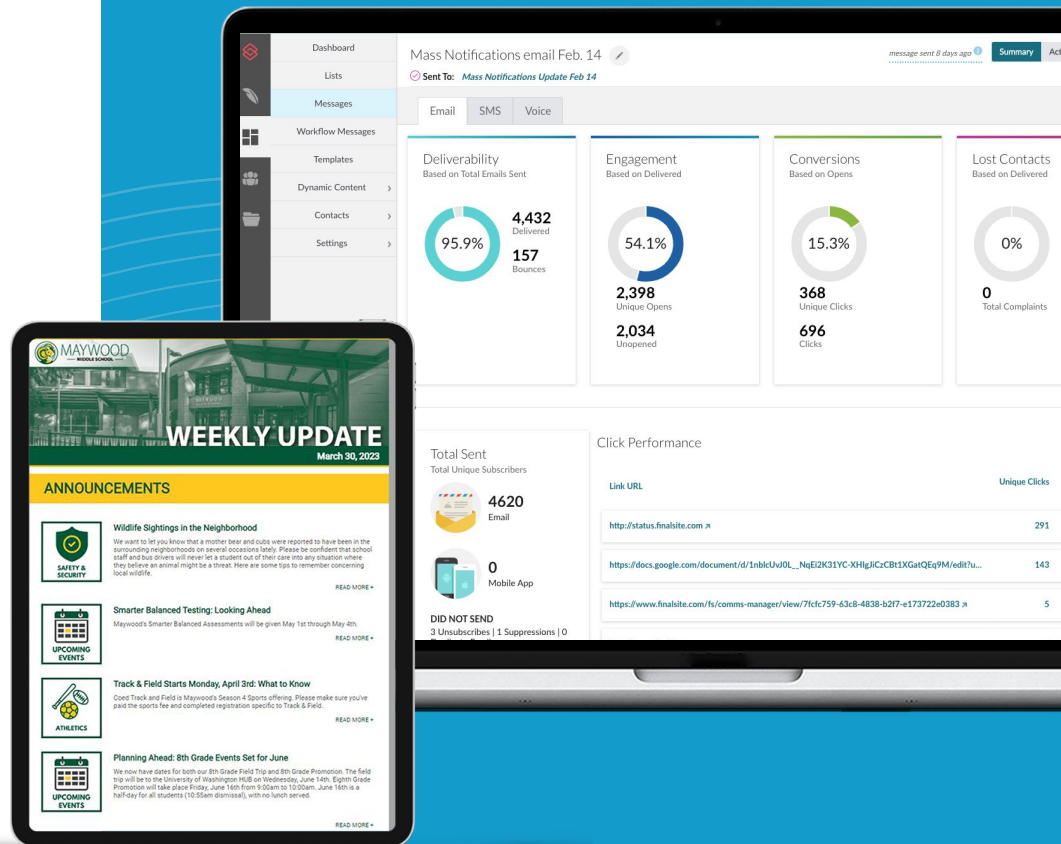 Dashboard
Lists
Messages
Workflow Messages
Templates
Dynamic Content
Contacts
Settings
Mass Notifications email Feb. 14
message sent 8 days ago
Summary
Act
Sent To: Mass Notifications Update Feb 14
Email
SMS
Voice
Deliverability
Based on Total Emails Sent
95.9%
4,432
Delivered
157
Bounces
Engagement
Based on Delivered
54.1%
2,398
Unique Opens
2,034
Unopened
Conversions
Based on Opens
15.3%
368
Unique Clicks
696
Clicks
Lost Contacts
Based on Delivered
0%
0
Total Complaints
Total Sent
Total Unique Subscribers
4620
Email
0
Mobile App
DID NOT SEND
3 Unsubscribes | 1 Suppressions | 0
Click Performance
Link URL
Unique Clicks
http://status.finalsite.com
291
https://docs.google.com/document/d/1nblcUvJ0L__NqEi2K31YC-XHIgJiCzCBt1XGatQEq9M/edit?u...
143
https://www.finalsite.com/fs/comms-manager/view/7fcfc759-63c8-4838-b2f7-e173722e0383
5
MAYWOOD
MIDDLE SCHOOL
WEEKLY UPDATE
March 30, 2023
ANNOUNCEMENTS
SAFETY &
SECURITY
Wildlife Sightings in the Neighborhood
We want to let you know that a mother bear and cubs were reported to have been in the
surrounding neighborhoods on several occasions lately. Please be confident that school
staff and bus drivers will never let a student out of their care into any situation where
they believe an animal might be a threat. Here are some tips to remember concerning
local wildlife.
READ MORE +
UPCOMING
EVENTS
Smarter Balanced Testing: Looking Ahead
Maywood's Smarter Balanced Assessments will be given May 1st through May 4th.
READ MORE +
ATHLETICS
Track & Field Starts Monday, April 3rd: What to Know
Coed Track and Field is Maywood's Season 4 Sports offering. Please make sure you've
paid the sports fee and completed registration specific to Track & Field.
READ MORE +
UPCOMING
EVENTS
Planning Ahead: 8th Grade Events Set for June
We now have dates for both our 8th Grade Field Trip and 8th Grade Promotion. The field
trip will be to the University of Washington HUB on Wednesday, June 14th. Eighth Grade
Promotion will take place Friday, June 16th from 9:00am to 10:00am. June 16th is a
half-day for all students (10:55am dismissal), with no lunch served.
READ MORE +